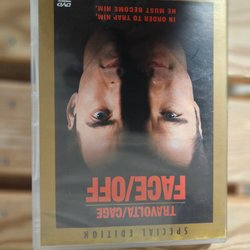 SPECIAL EDITION
TRAVOLTA/CAGE
FACE/OFF
IN ORDER TO TRAP HIM,
HE MUST BECOME HIM.
DVD